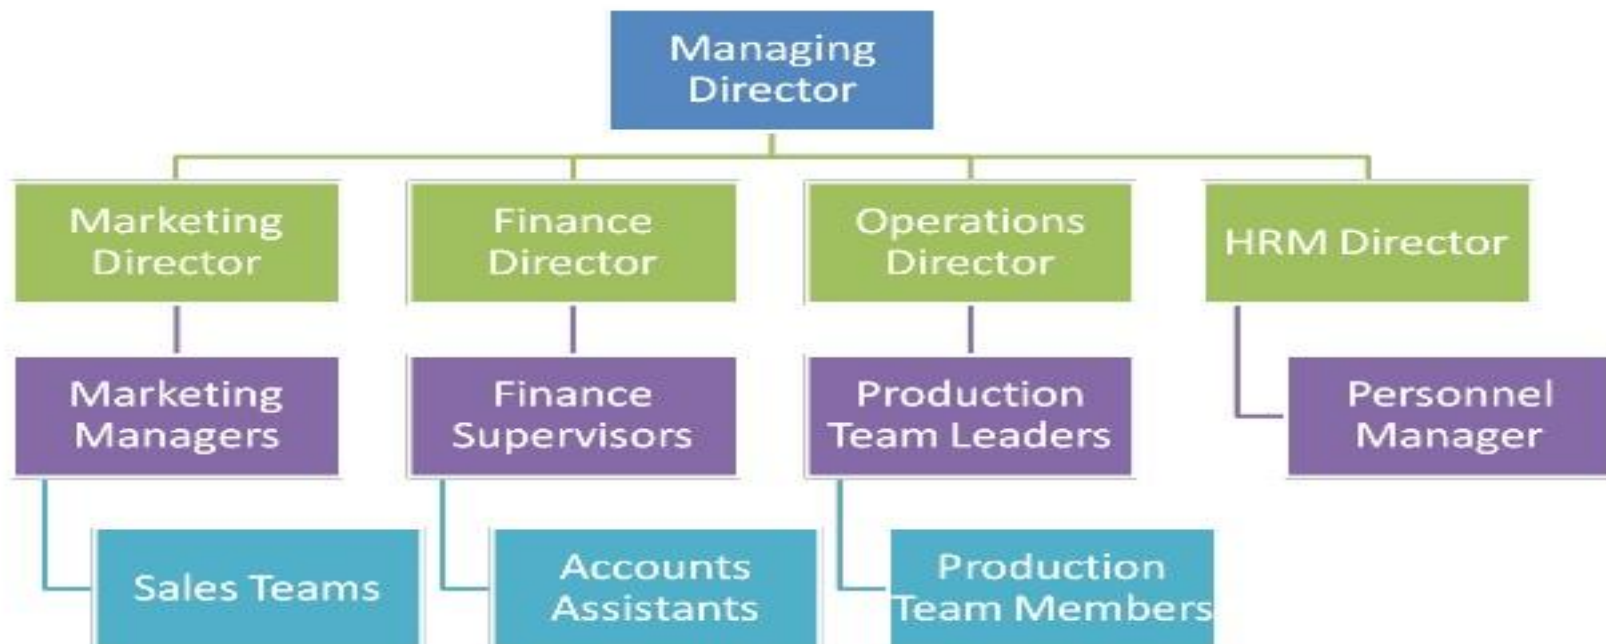 Managing
Director
Marketing
Director
Finance
Director
Operations
Director
HRM Director
Marketing
Managers
Finance
Supervisors
Production
Team Leaders
Personnel
Manager
Sales Teams
Accounts
Assistants
Production
Team Members